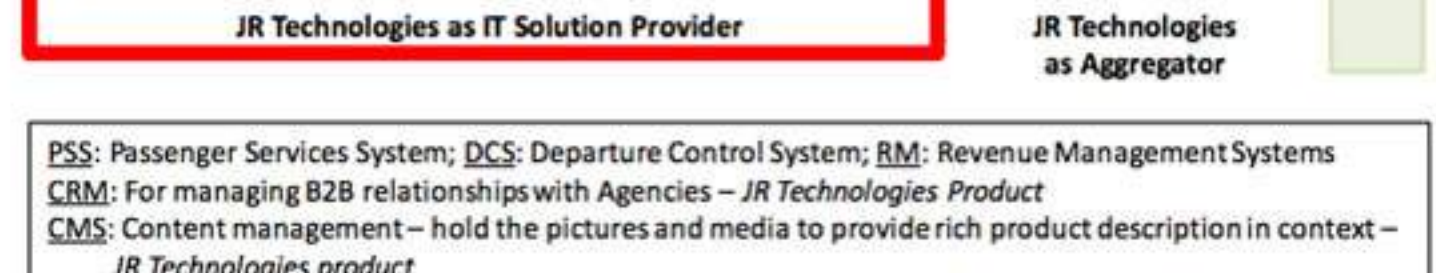 JR Technologies as IT Solution Provider
JR Technologies
as Aggregator
PSS: Passenger Services System; DCS: Departure Control System; RM: Revenue Management Systems
CRM: For managing B2B relationships with Agencies – JR Technologies Product
CMS: Content management – hold the pictures and media to provide rich product description in context –
JR Technologies product